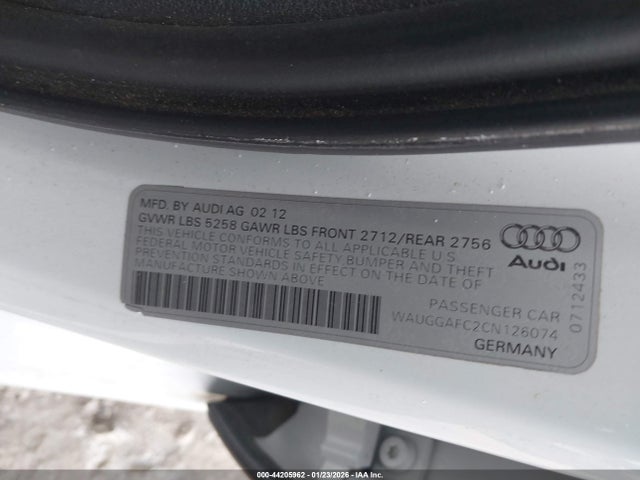 MFD. BY AUDI AG 02 12
GVWR LBS 5258 GAWR LBS FRONT 2712/REAR 2756
THIS VEHICLE CONFORMS TO ALL APPLICABLE U.S.
FEDERAL MOTOR VEHICLE SAFETY,BUMPER AND THEFT
PREVENTION STANDARDS IN EFFECT ON THE DATE OF
MANUFACTURE SHOWN ABOVE
Audi
PASSENGER CAR
WAUGGAFC2CN126074
GERMANY
0712433
000-44205962 | 01/23/2026 | IAA Inc.